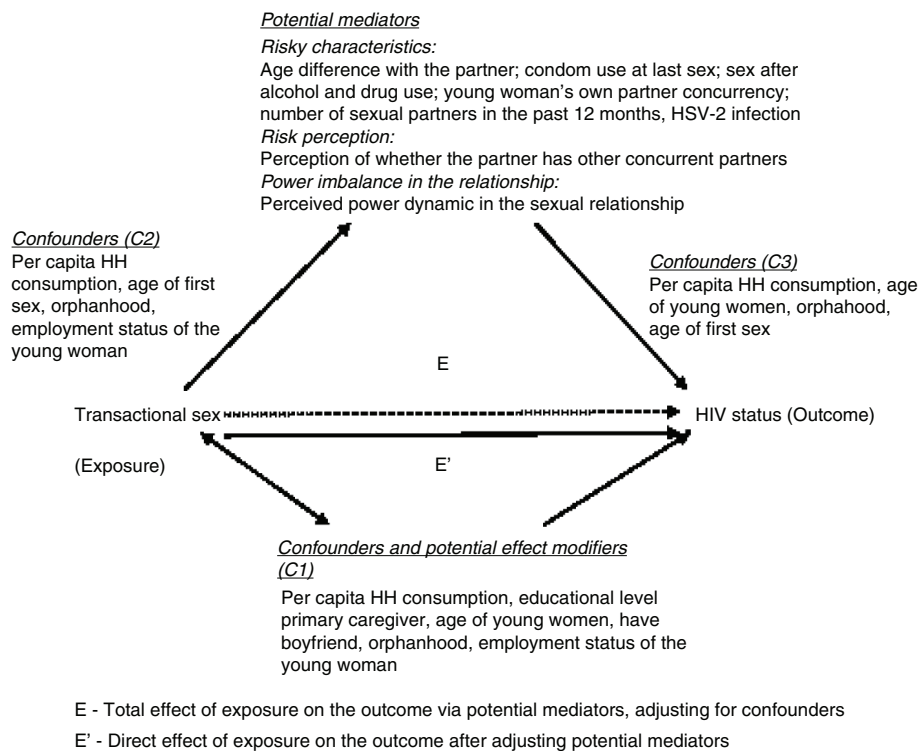 Potential mediators
Risky characteristics:
Age difference with the partner; condom use at last sex; sex after
alcohol and drug use; young woman's own partner concurrency;
number of sexual partners in the past 12 months, HSV-2 infection
Risk perception:
Perception of whether the partner has other concurrent partners
Power imbalance in the relationship:
Perceived power dynamic in the sexual relationship
Confounders (C2)
Per capita HH
consumption, age of first
sex, orphanhood,
employment status of the
young woman
Confounders (C3)
Per capita HH consumption, age
of young women, orphahood,
age of first sex
E
Transactional sex
HIV status (Outcome)
(Exposure)
E'
Confounders and potential effect modifiers
(C1)
Per capita HH consumption, educational level
primary caregiver, age of young women, have
boyfriend, orphanhood, employment status of the
young woman
E - Total effect of exposure on the outcome via potential mediators, adjusting for confounders
E' - Direct effect of exposure on the outcome after adjusting potential mediators